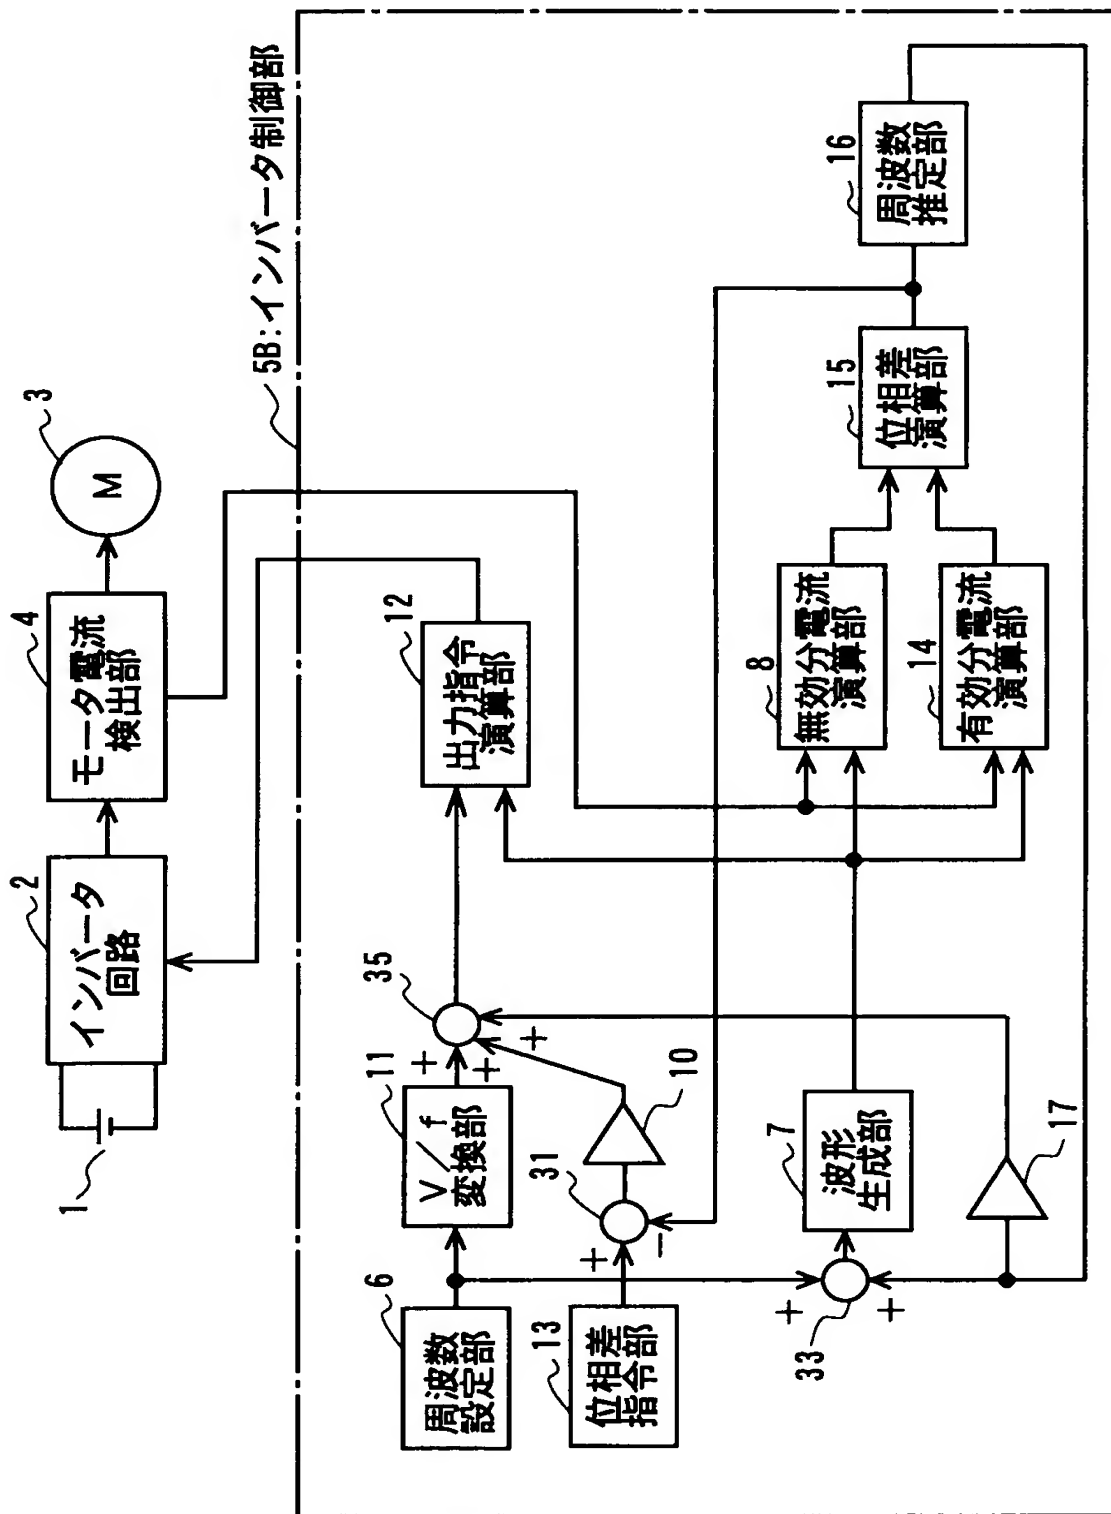 1
2
インバータ
回路
4
モータ電流
検出部
3
M
5B:インバータ制御部
6
周波数
設定部
11
V/f
変換部
35
+
+
+
12
出力指令
演算部
13
位相差
指令部
31
+
−
10
33
+
+
7
波形
生成部
17
8
無効分電流
演算部
14
有効分電流
演算部
15
位相差
演算部
16
周波数
推定部